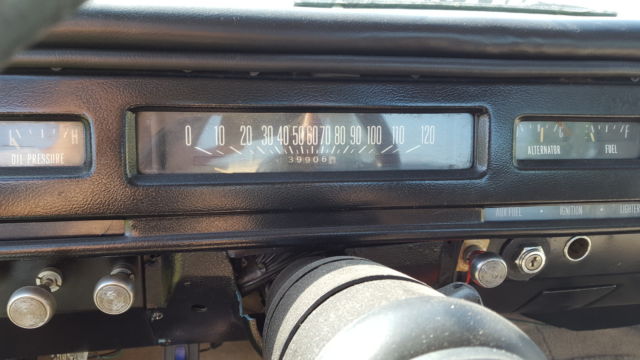 H
OIL PRESSURE
0 10 20 30 40 50 60 70 80 90 100 110 120
39906
C F
ALTERNATOR FUEL
AUX FUEL • IGNITION • LIGHTER